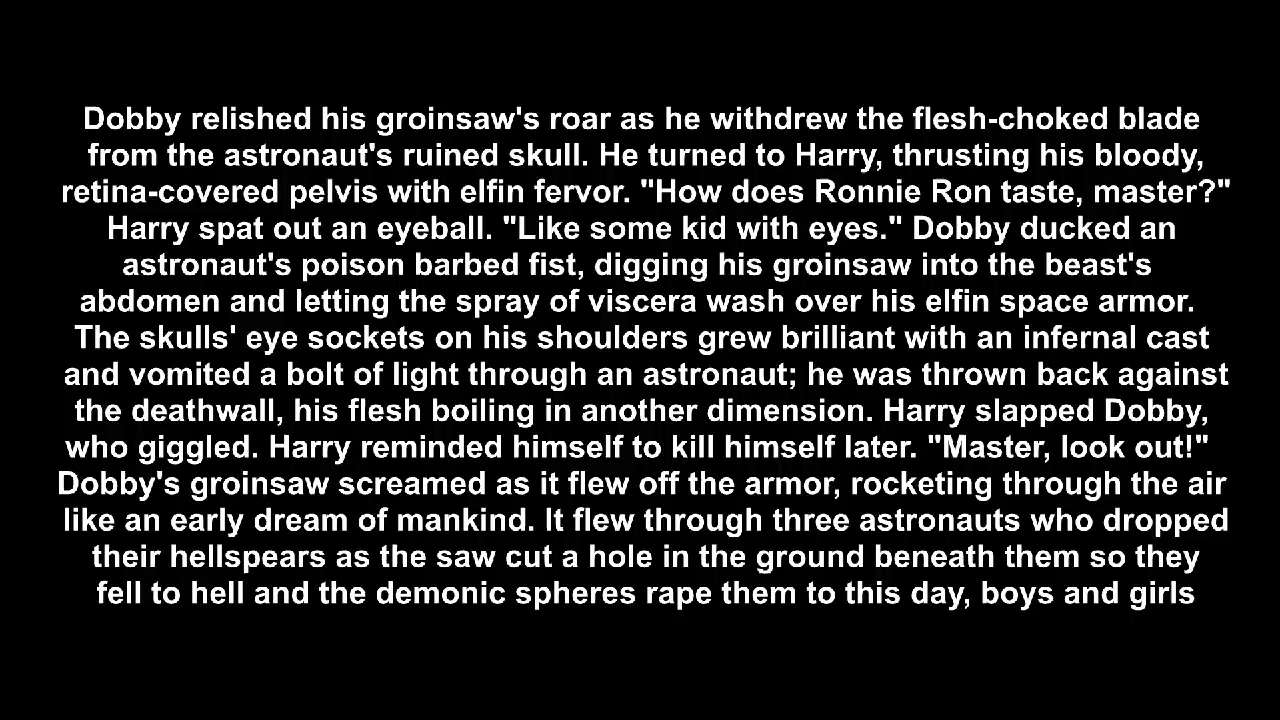 Dobby relished his groinsaw's roar as he withdrew the flesh-choked blade
from the astronaut's ruined skull. He turned to Harry, thrusting his bloody,
retina-covered pelvis with elfin fervor. "How does Ronnie Ron taste, master?"
Harry spat out an eyeball. "Like some kid with eyes." Dobby ducked an
astronaut's poison barbed fist, digging his groinsaw into the beast's
abdomen and letting the spray of viscera wash over his elfin space armor.
The skulls' eye sockets on his shoulders grew brilliant with an infernal cast
and vomited a bolt of light through an astronaut; he was thrown back against
the deathwall, his flesh boiling in another dimension. Harry slapped Dobby,
who giggled. Harry reminded himself to kill himself later. "Master, look out!"
Dobby's groinsaw screamed as it flew off the armor, rocketing through the air
like an early dream of mankind. It flew through three astronauts who dropped
their hellspears as the saw cut a hole in the ground beneath them so they
fell to hell and the demonic spheres rape them to this day, boys and girls